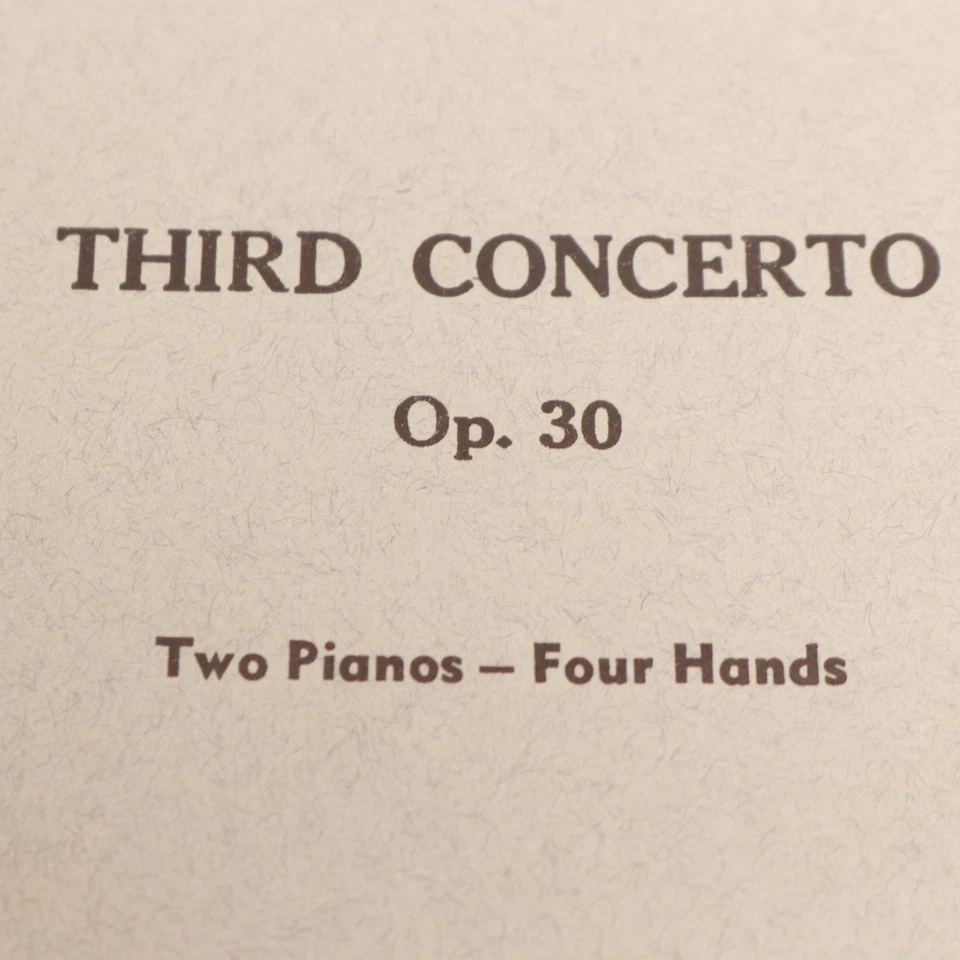 THIRD CONCERTO
Op. 30
Two Pianos – Four Hands